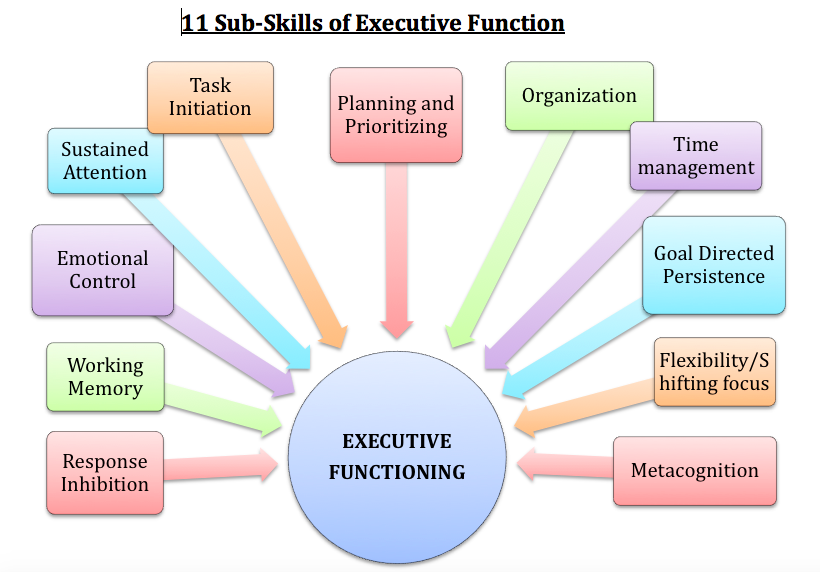 11 Sub-Skills of Executive Function
Task
Initiation
Planning and
Prioritizing
Organization
Sustained
Attention
Time
management
Emotional
Control
Goal Directed
Persistence
Working
Memory
Flexibility/S
hifting focus
Response
Inhibition
EXECUTIVE
FUNCTIONING
Metacognition